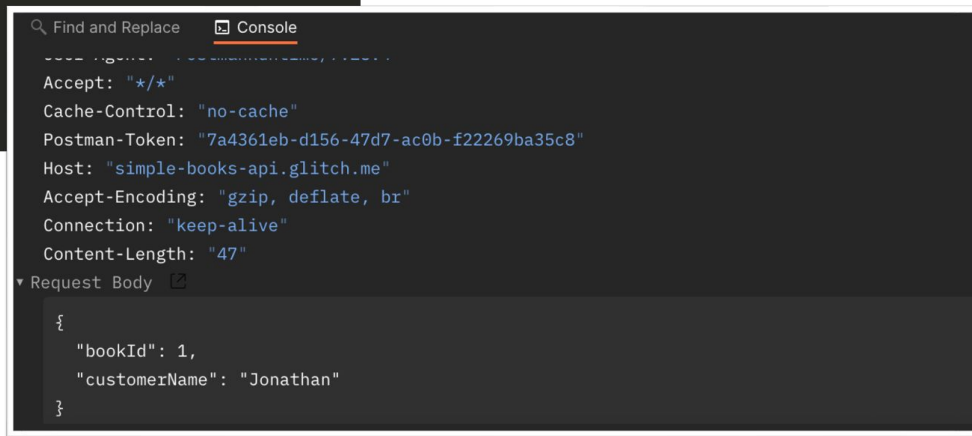 Find and Replace Console
Accept: "*/*"
Cache-Control: "no-cache"
Postman-Token: "7a4361eb-d156-47d7-ac0b-f22269ba35c8"
Host: "simple-books-api.glitch.me"
Accept-Encoding: "gzip, deflate, br"
Connection: "keep-alive"
Content-Length: "47"
Request Body
{
"bookId": 1,
"customerName": "Jonathan"
}